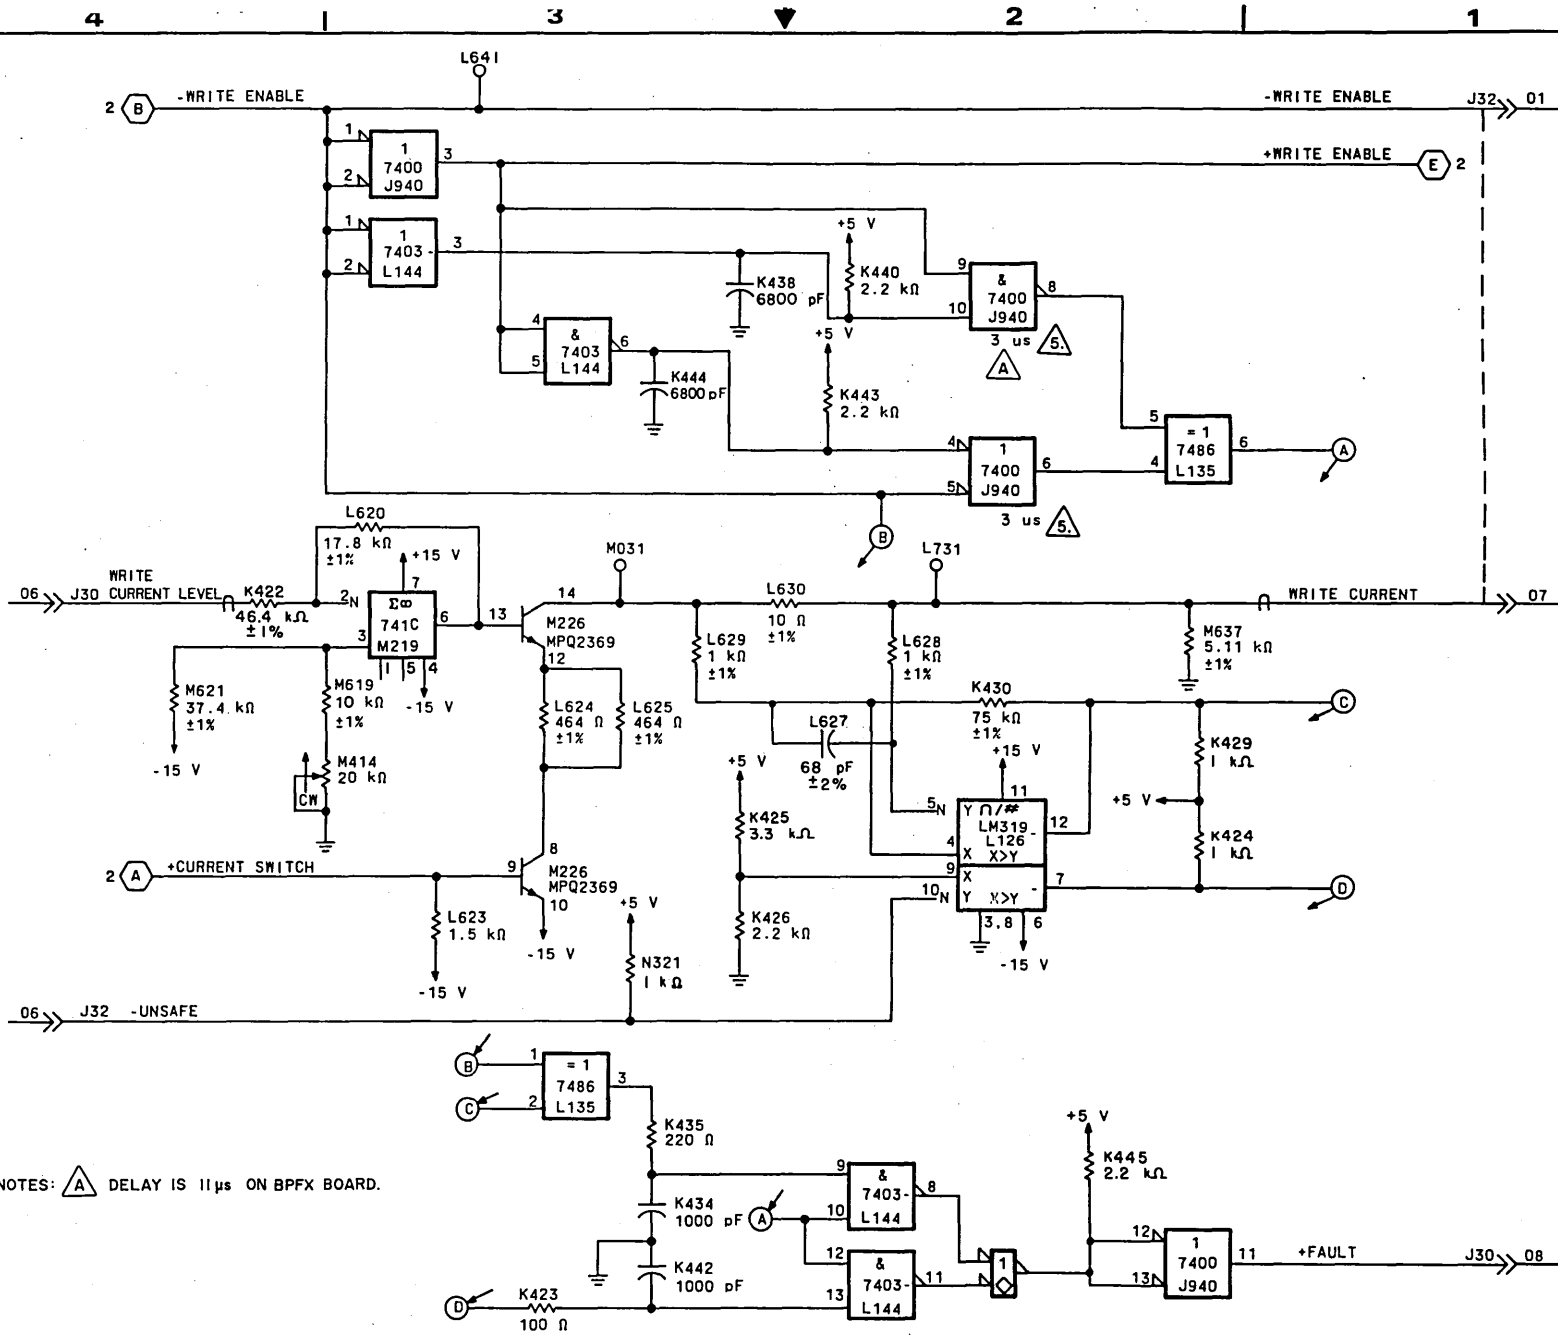 4 3 2 1
L641
2 B -WRITE ENABLE -WRITE ENABLE J32 01
1 2 1 7400 J940 3
+WRITE ENABLE E 2
1 2 1 7403 L144 3
K438
6800 pF
+5 V
K440
2.2 kΩ
9 10 & 7400 J940 8
3 us 5.
A
4 5 & 7403 L144 6
K444
6800 pF
+5 V
K443
2.2 kΩ
4 5 1 7400 J940 6
3 us 5.
5 4 =1 7486 L135 6
A
B
L620
17.8 kΩ
±1%
+15 V
06 J30 WRITE
CURRENT LEVEL
K422
46.4 kΩ
±1%
2N 3 7 Σ∞ 741C M219 6
1 5 4
-15 V
M621
37.4 kΩ
±1%
-15 V
M619
10 kΩ
±1%
M414
20 kΩ
CW
13 14 12
M226
MPQ2369
L624
464 Ω
±1%
L625
464 Ω
±1%
M031
L629
1 kΩ
±1%
L630
10 Ω
±1%
L731
L628
1 kΩ
±1%
WRITE CURRENT 07
M637
5.11 kΩ
±1%
L627
68 pF
±2%
K430
75 kΩ
±1%
+15 V
11
C
K429
1 kΩ
+5 V
K424
1 kΩ
D
+5 V
K425
3.3 kΩ
K426
2.2 kΩ
5N Y ∩/#
LM319
L126 12
4 X X>Y
9 X
10N Y X>Y 7
3,8 6
-15 V
2 A +CURRENT SWITCH
L623
1.5 kΩ
-15 V
9 8 10
M226
MPQ2369
-15 V
+5 V
N321
1 kΩ
06 J32 -UNSAFE
B C
1 2 =1 7486 L135 3
K435
220 Ω
K434
1000 pF
K442
1000 pF
D K423
100 Ω
A
9 10 & 7403 L144 8
12 13 & 7403 L144 11
1 ◇
+5 V
K445
2.2 kΩ
12 13 1 7400 J940 11
+FAULT J30 08
NOTES: A DELAY IS 11µs ON BPFX BOARD.